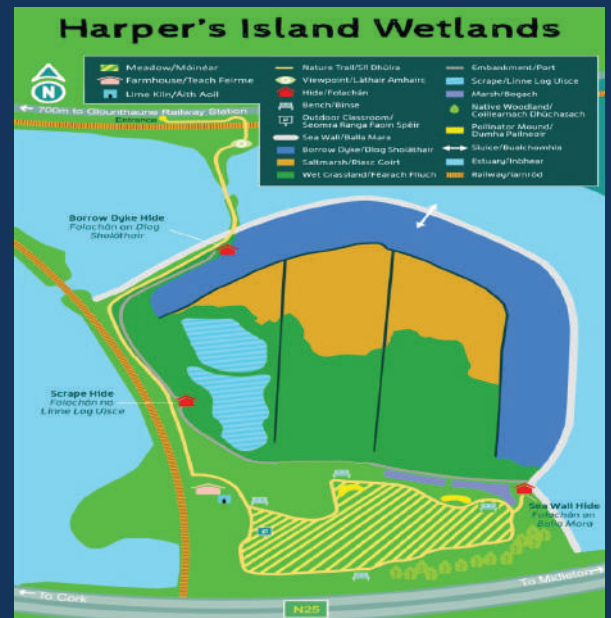 Harper's Island Wetlands
Meadow/Móinéar
Farmhouse/Teach Feirme
Lime Kiln/Áith Aoil
Nature Trail/Slí Dhúlra
Viewpoint/Láthair Amhairc
Hide/Folachán
Bench/Binse
Outdoor Classroom/
Seomra Ranga Faoin Spéir
Sea Wall/Balla Mara
Borrow Dyke/Díog Sholáthair
Saltmarsh/Riasc Goirt
Wet Grassland/Féarach Fliuch
Embankment/Port
Scrape/Linne Log Uisce
Marsh/Bogach
Native Woodland/
Coillearnach Dhúchasach
Pollinator Mound/
Dumha Pailneoir
Sluice/Bualchomhla
Estuary/Inbhear
Railway/Iarnród
N
700m to Glounthaune Railway Station
Entrance
Borrow Dyke Hide
Folachán an Díog
Sholáthair
Scrape Hide
Folachán na
Linne Log Uisce
Sea Wall Hide
Folachán an
Balla Mara
To Cork
N25
To Midleton